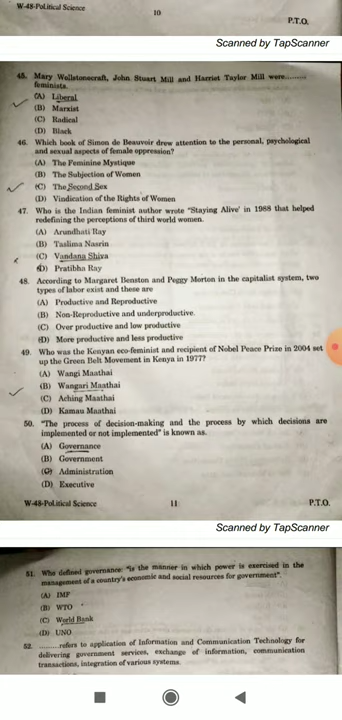 W-48-Political Science
10
P.T.O.
Scanned by TapScanner
45. Mary Wollstonecraft, John Stuart Mill and Harriet Taylor Mill were........
feminists.
(A) Liberal
(B) Marxist
(C) Radical
(D) Black
46. Which book of Simon de Beauvoir drew attention to the personal, psychological
and sexual aspects of female oppression?
(A) The Feminine Mystique
(B) The Subjection of Women
(C) The Second Sex
(D) Vindication of the Rights of Women
47. Who is the Indian feminist author wrote "Staying Alive' in 1988 that helped
redefining the perceptions of third world women.
(A) Arundhati Ray
(B) Taslima Nasrin
(C) Vandana Shiva
(D) Pratibha Ray
48. According to Margaret Benston and Peggy Morton in the capitalist system, two
types of labor exist and these are
(A) Productive and Reproductive
(B) Non-Reproductive and underproductive.
(C) Over productive and low productive
(D) More productive and less productive
49. Who was the Kenyan eco-feminist and recipient of Nobel Peace Prize in 2004 set
up the Green Belt Movement in Kenya in 1977?
(A) Wangi Maathai
(B) Wangari Maathai
(C) Aching Maathai
(D) Kamau Maathai
50. "The process of decision-making and the process by which decisions are
implemented or not implemented" is known as.
(A) Governance
(B) Government
(C) Administration
(D) Executive
W-48-Political Science
11
P.T.O.
Scanned by TapScanner
51. Who defined governance: "is the manner in which power is exercised in the
management of a country's economic and social resources for government".
(A) IMF
(B) WTO
(C) World Bank
(D) UNO
52. .........refers to application of Information and Communication Technology for
delivering government services, exchange of information, communication
transactions, integration of various systems.